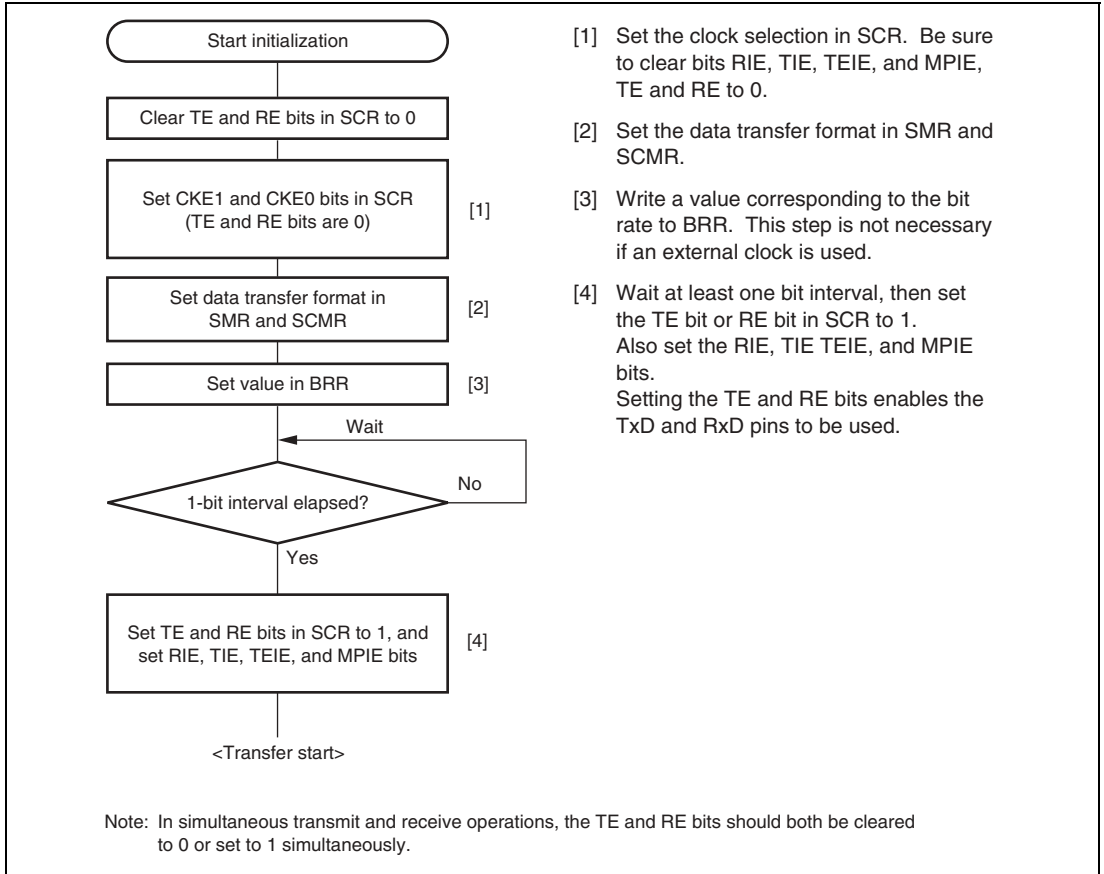 Start initialization
Clear TE and RE bits in SCR to 0
Set CKE1 and CKE0 bits in SCR
(TE and RE bits are 0)
[1]
Set data transfer format in
SMR and SCMR
[2]
Set value in BRR
[3]
Wait
No
1-bit interval elapsed?
Yes
Set TE and RE bits in SCR to 1, and
set RIE, TIE, TEIE, and MPIE bits
[4]
<Transfer start>
[1] Set the clock selection in SCR. Be sure
to clear bits RIE, TIE, TEIE, and MPIE,
TE and RE to 0.
[2] Set the data transfer format in SMR and
SCMR.
[3] Write a value corresponding to the bit
rate to BRR. This step is not necessary
if an external clock is used.
[4] Wait at least one bit interval, then set
the TE bit or RE bit in SCR to 1.
Also set the RIE, TIE TEIE, and MPIE
bits.
Setting the TE and RE bits enables the
TxD and RxD pins to be used.
Note: In simultaneous transmit and receive operations, the TE and RE bits should both be cleared
to 0 or set to 1 simultaneously.